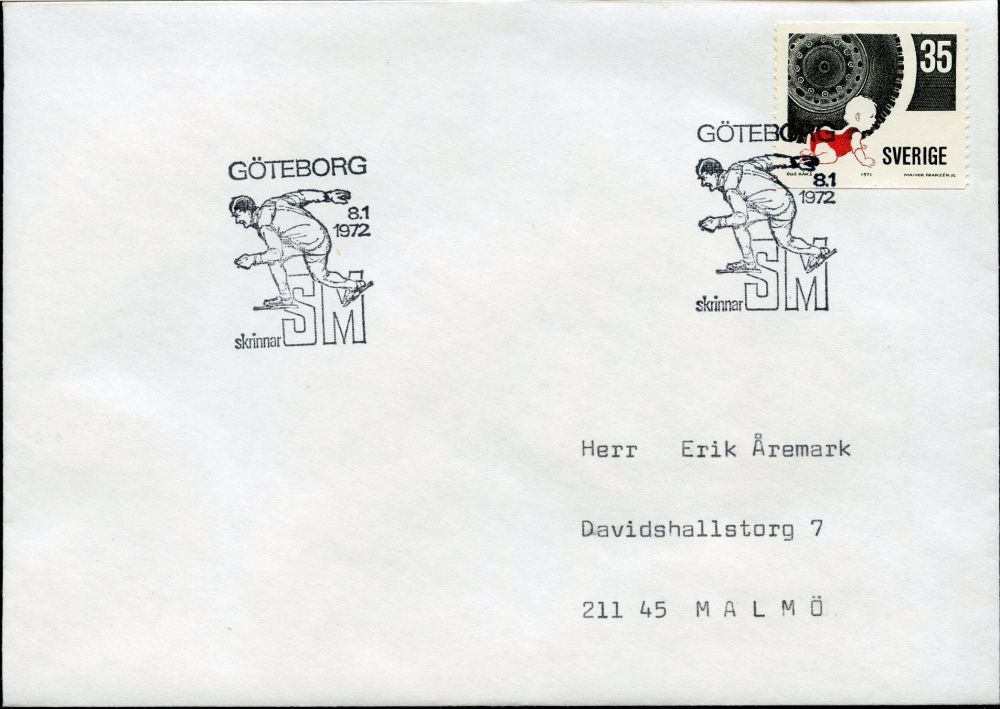 35
SVERIGE
OLLE KÅKS 1971 MAJVOR FRANZÉN SC
GÖTEBORG
8.1
1972
skrinnar SM
GÖTEBORG
8.1
1972
skrinnar SM
Herr Erik Åremark
Davidshallstorg 7
211 45 MALMÖ